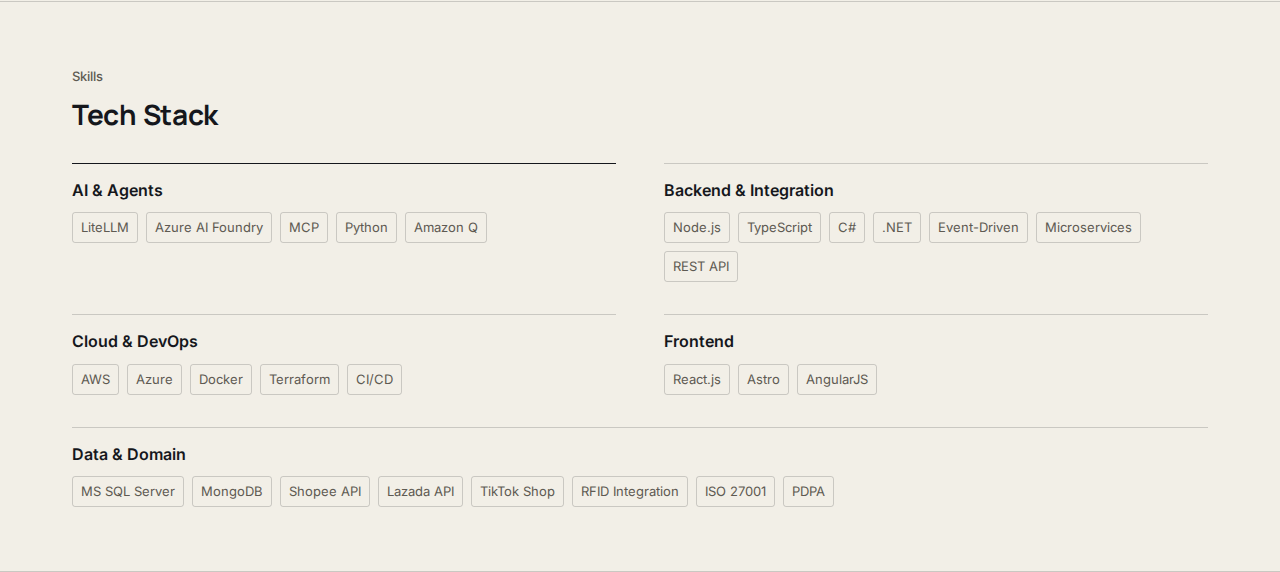 Skills
Tech Stack
AI & Agents
LiteLLM Azure AI Foundry MCP Python Amazon Q
Backend & Integration
Node.js TypeScript C# .NET Event-Driven Microservices
REST API
Cloud & DevOps
AWS Azure Docker Terraform CI/CD
Frontend
React.js Astro AngularJS
Data & Domain
MS SQL Server MongoDB Shopee API Lazada API TikTok Shop RFID Integration ISO 27001 PDPA